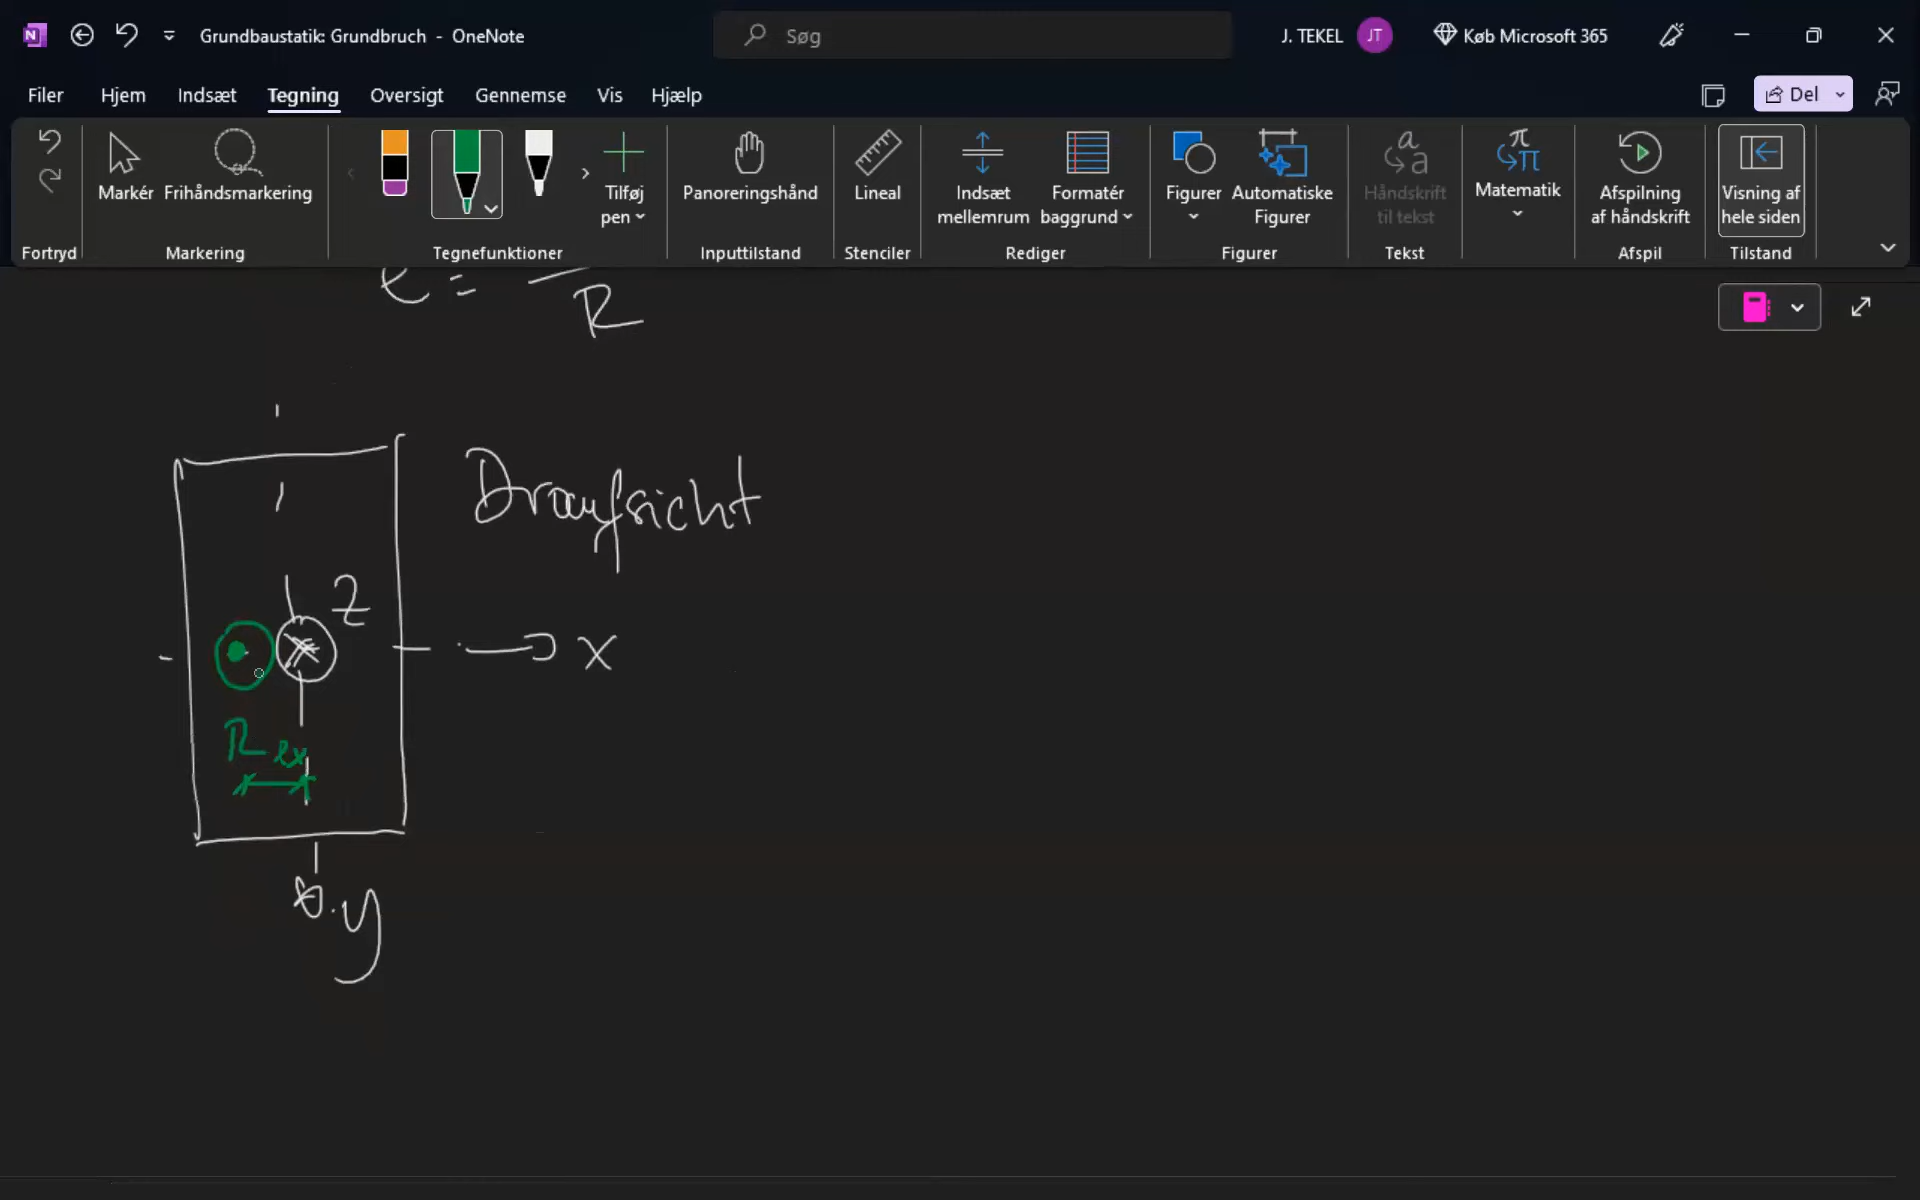 Grundbaustatik: Grundbruch - OneNote
Søg
J. TEKEL
JT
Køb Microsoft 365
Filer
Hjem
Indsæt
Tegning
Oversigt
Gennemse
Vis
Hjælp
Del
Markér
Frihåndsmarkering
Tilføj
pen
Panoreringshånd
Lineal
Indsæt
mellemrum
Formatér
baggrund
Figurer
Automatiske
Figurer
Håndskrift
til tekst
Matematik
Afspilning
af håndskrift
Visning af
hele siden
Fortryd
Markering
Tegnefunktioner
Inputtilstand
Stenciler
Rediger
Figurer
Tekst
Afspil
Tilstand
e =
R
Draufsicht
z
x
R ex
y